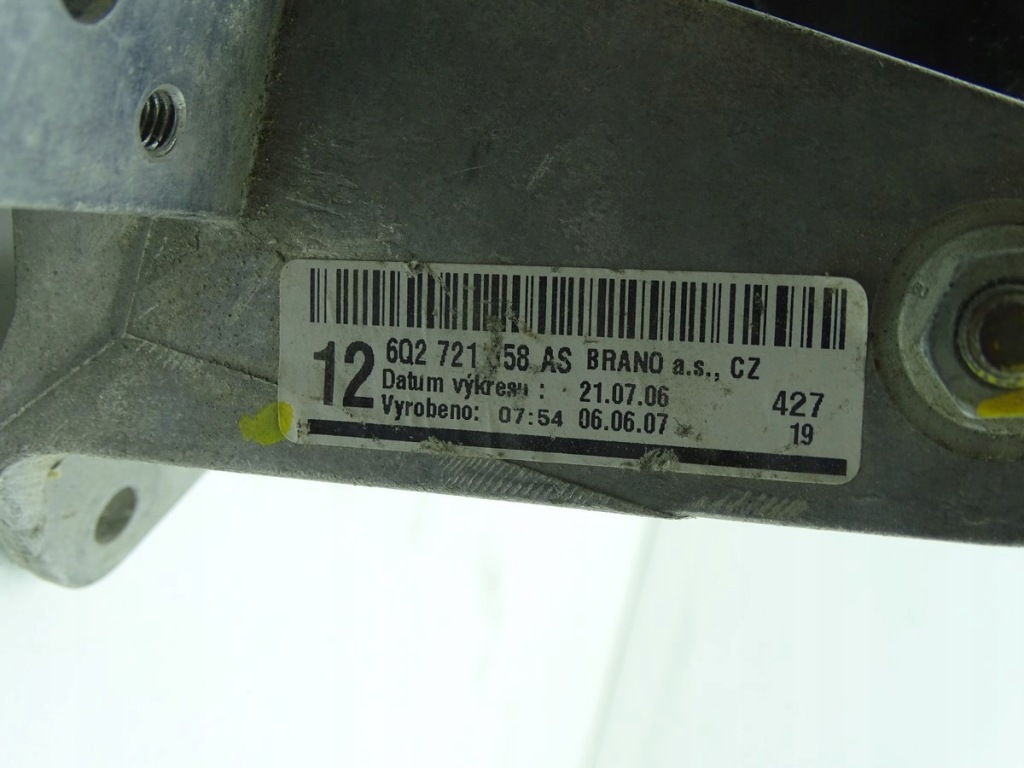 12
6Q2 721 58 AS BRANO a.s., CZ
Datum výkresu : 21.07.06
Vyrobeno: 07:54 06.06.07
427
19